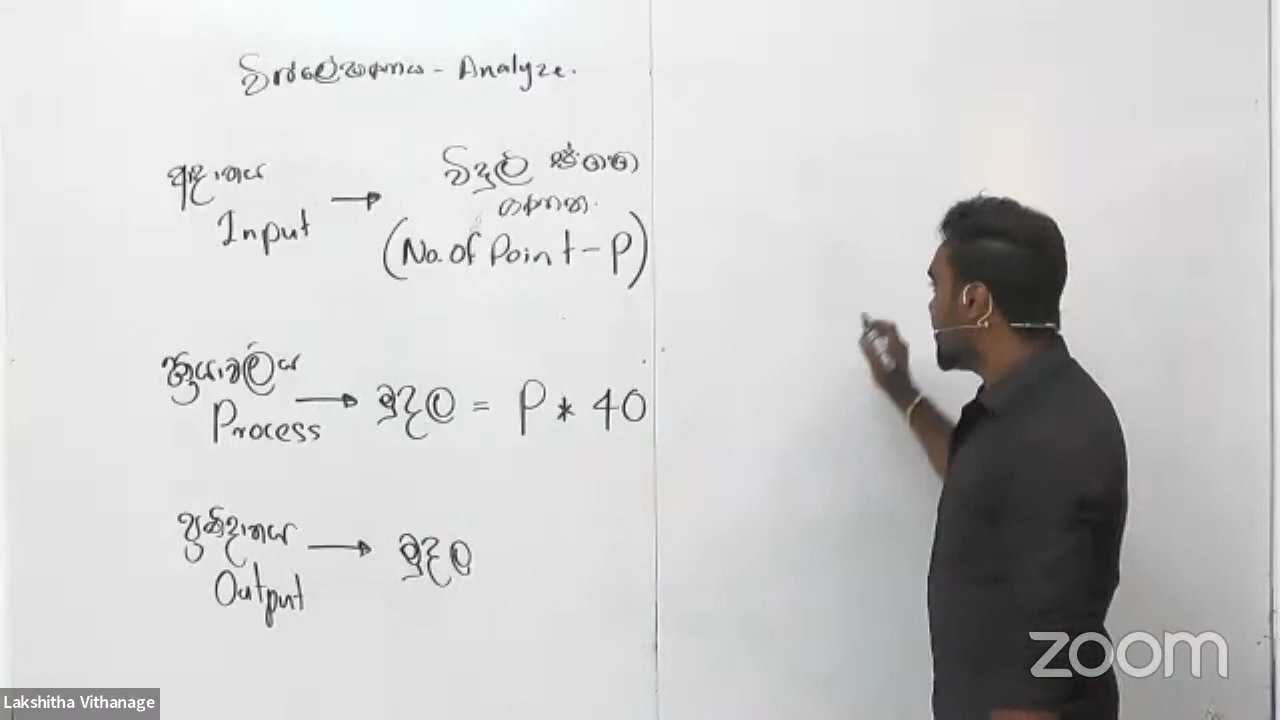 විශ්ලේෂණය - Analyze.
ආදානය
Input
→ විදුලි ඒකක
ගණන.
(No. of Point - P)
ක්‍රියාවලිය
Process
→ මුදල = P * 40
ප්‍රතිදානය
Output
→ මුදල
zoom
Lakshitha Vithanage